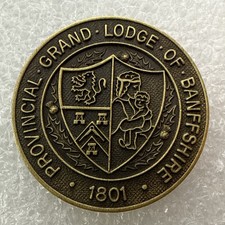 · PROVINCIAL · GRAND · LODGE · OF · BANFFSHIRE ·
1801